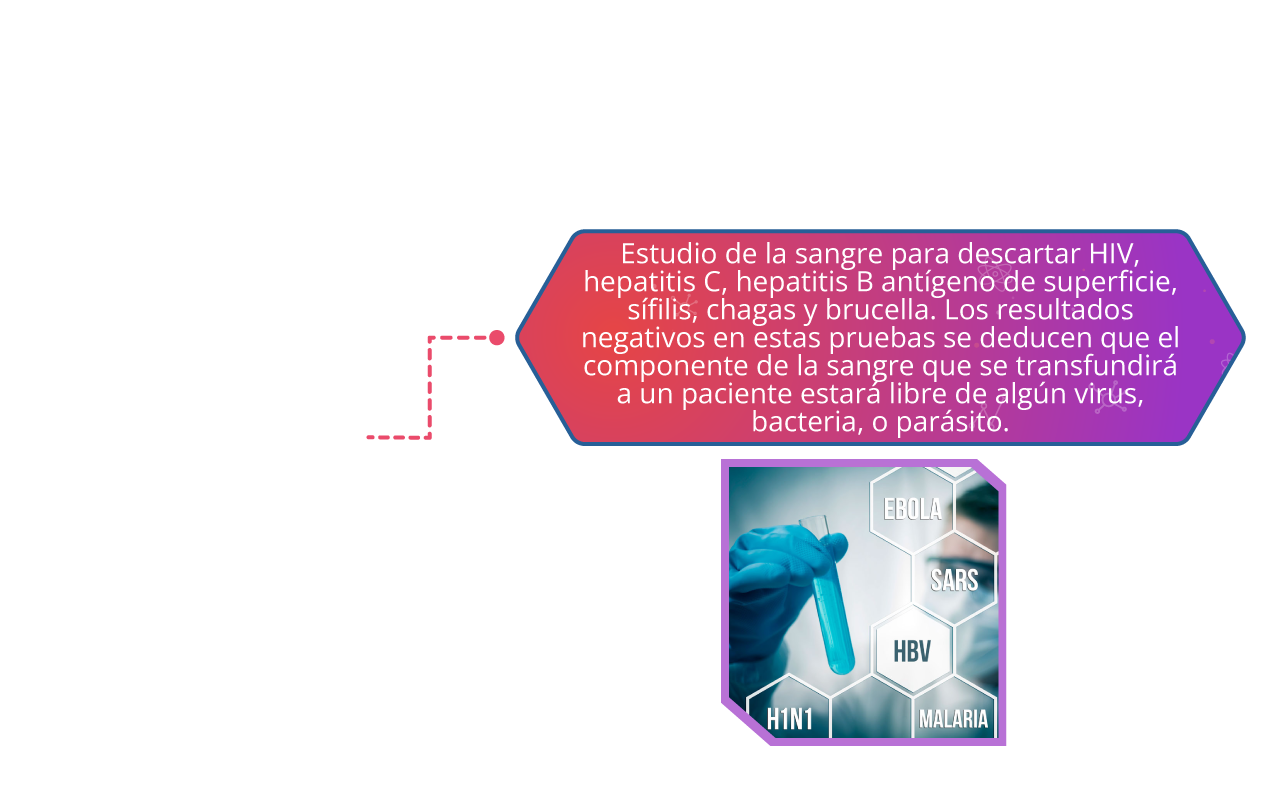 Estudio de la sangre para descartar HIV,
hepatitis C, hepatitis B antígeno de superficie,
sífilis, chagas y brucella. Los resultados
negativos en estas pruebas se deducen que el
componente de la sangre que se transfundirá
a un paciente estará libre de algún virus,
bacteria, o parásito.
EBOLA
SARS
HBV
H1N1
MALARIA